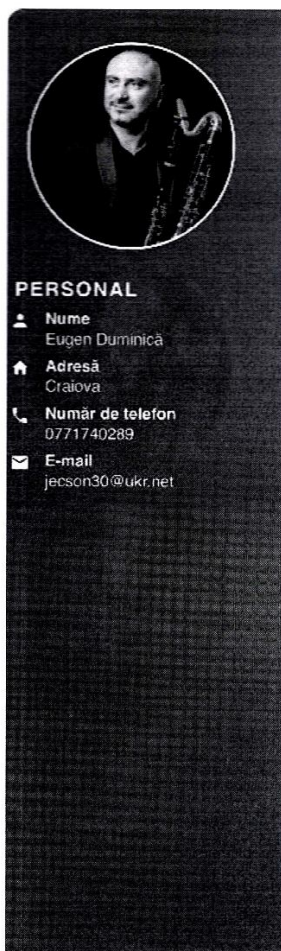 PERSONAL
Nume
Eugen Duminică
Adresă
Craiova
Număr de telefon
0771740289
E-mail
jecson30@ukr.net